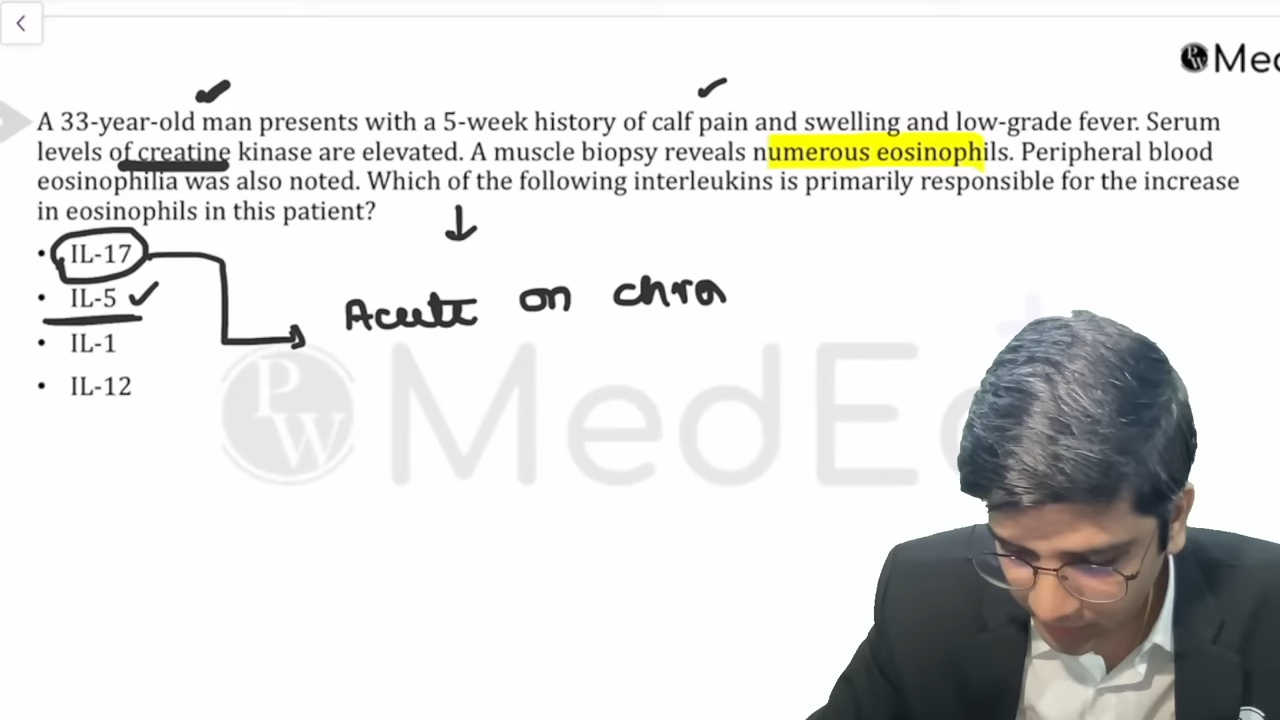 PW Med
A 33-year-old man presents with a 5-week history of calf pain and swelling and low-grade fever. Serum
levels of creatine kinase are elevated. A muscle biopsy reveals numerous eosinophils. Peripheral blood
eosinophilia was also noted. Which of the following interleukins is primarily responsible for the increase
in eosinophils in this patient?
• IL-17
• IL-5
Acute on chro
• IL-1
• IL-12
PW MedEd